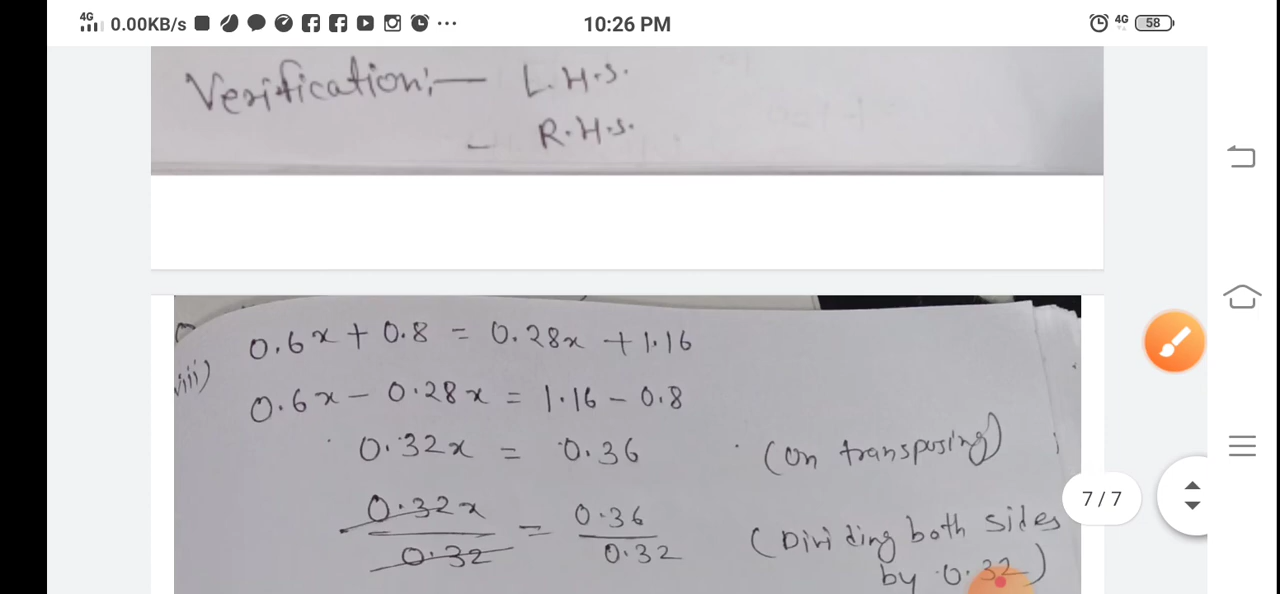 4G 0.00KB/s 10:26 PM 4G 58
Verification:— L.H.S.
— R.H.S.
viii) 0.6x + 0.8 = 0.28x + 1.16
0.6x - 0.28x = 1.16 - 0.8
0.32x = 0.36 (on transposing)
0.32x/0.32 = 0.36/0.32 (Dividing both sides
by 0.32)
7/7